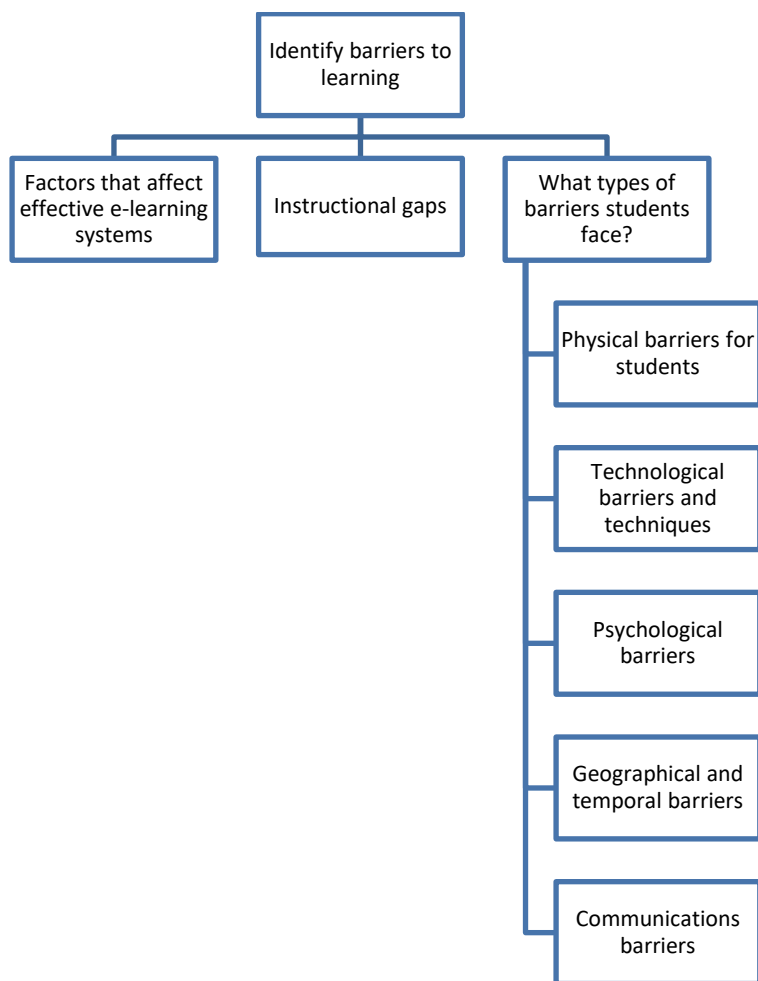 Identify barriers to
learning
Factors that affect
effective e-learning
systems
Instructional gaps
What types of
barriers students
face?
Physical barriers for
students
Technological
barriers and
techniques
Psychological
barriers
Geographical and
temporal barriers
Communications
barriers